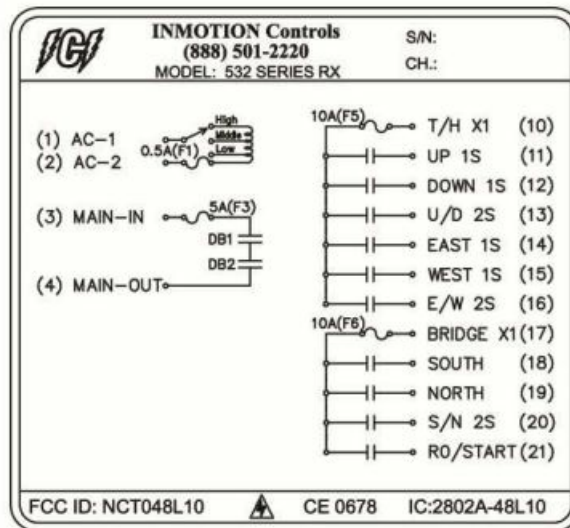 ICI
INMOTION Controls
(888) 501-2220
MODEL: 532 SERIES RX
S/N:
CH.:
(1) AC-1
(2) AC-2
0.5A(F1)
High
Middle
Low
(3) MAIN-IN
5A(F3)
DB1
DB2
(4) MAIN-OUT
10A(F5)
T/H X1 (10)
UP 1S (11)
DOWN 1S (12)
U/D 2S (13)
EAST 1S (14)
WEST 1S (15)
E/W 2S (16)
10A(F6)
BRIDGE X1(17)
SOUTH (18)
NORTH (19)
S/N 2S (20)
RO/START(21)
FCC ID: NCT048L10 CE 0678 IC:2802A-48L10